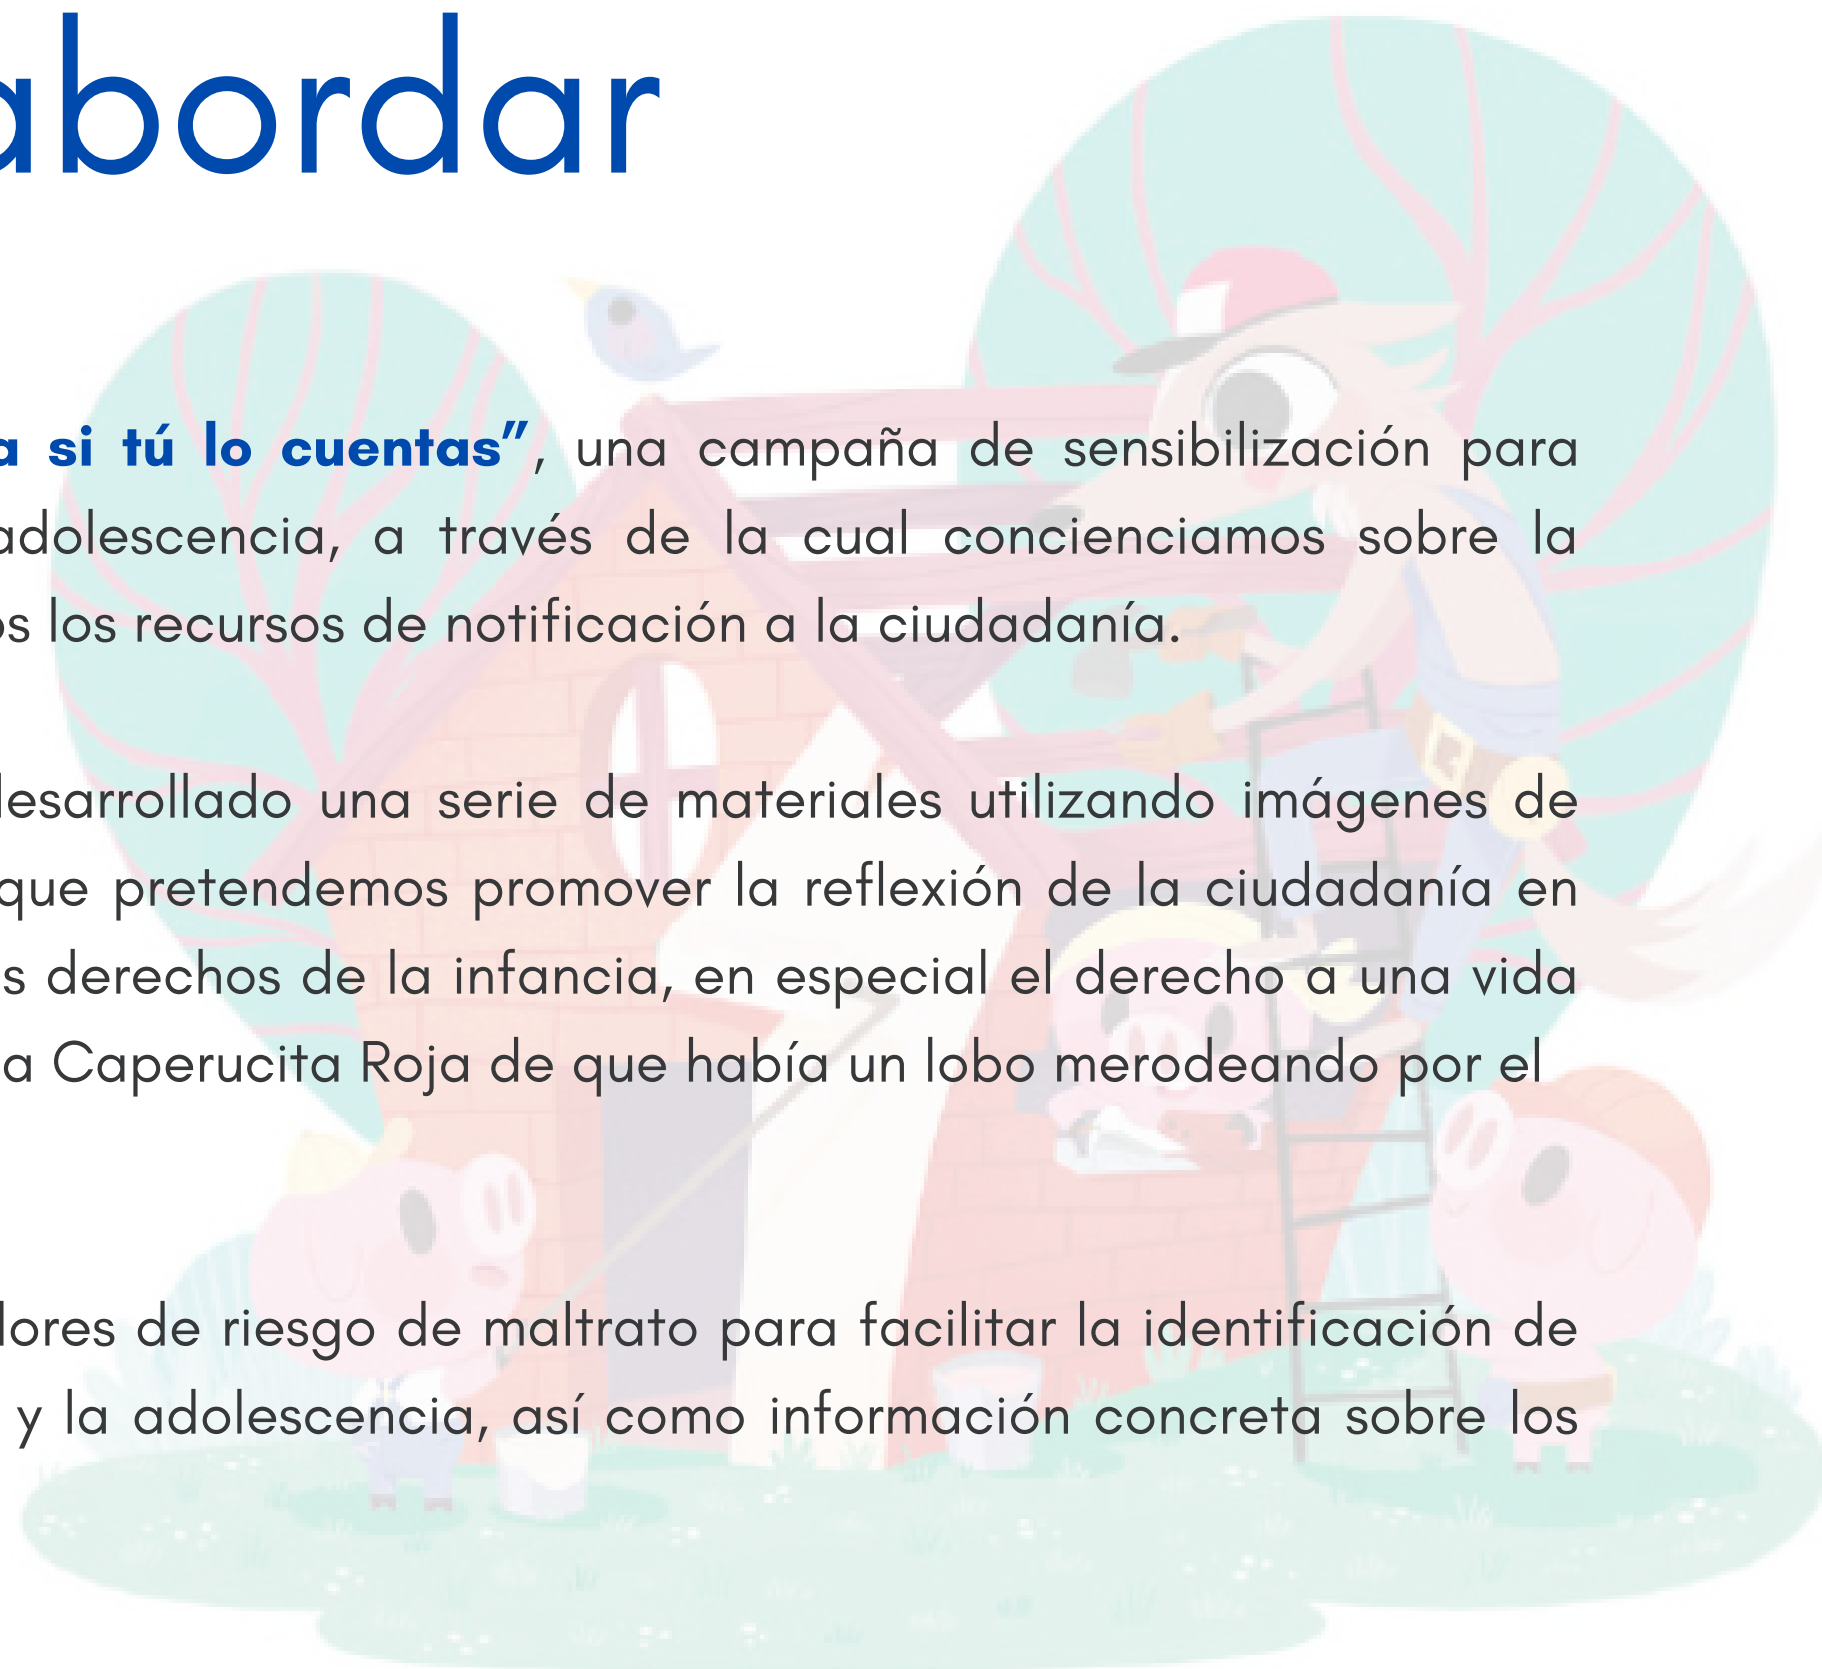 abordar
a si tú lo cuentas”, una campaña de sensibilización para
adolescencia, a través de la cual concienciamos sobre la
os los recursos de notificación a la ciudadanía.
desarrollado una serie de materiales utilizando imágenes de
que pretendemos promover la reflexión de la ciudadanía en
s derechos de la infancia, en especial el derecho a una vida
a Caperucita Roja de que había un lobo merodeando por el
dores de riesgo de maltrato para facilitar la identificación de
y la adolescencia, así como información concreta sobre los